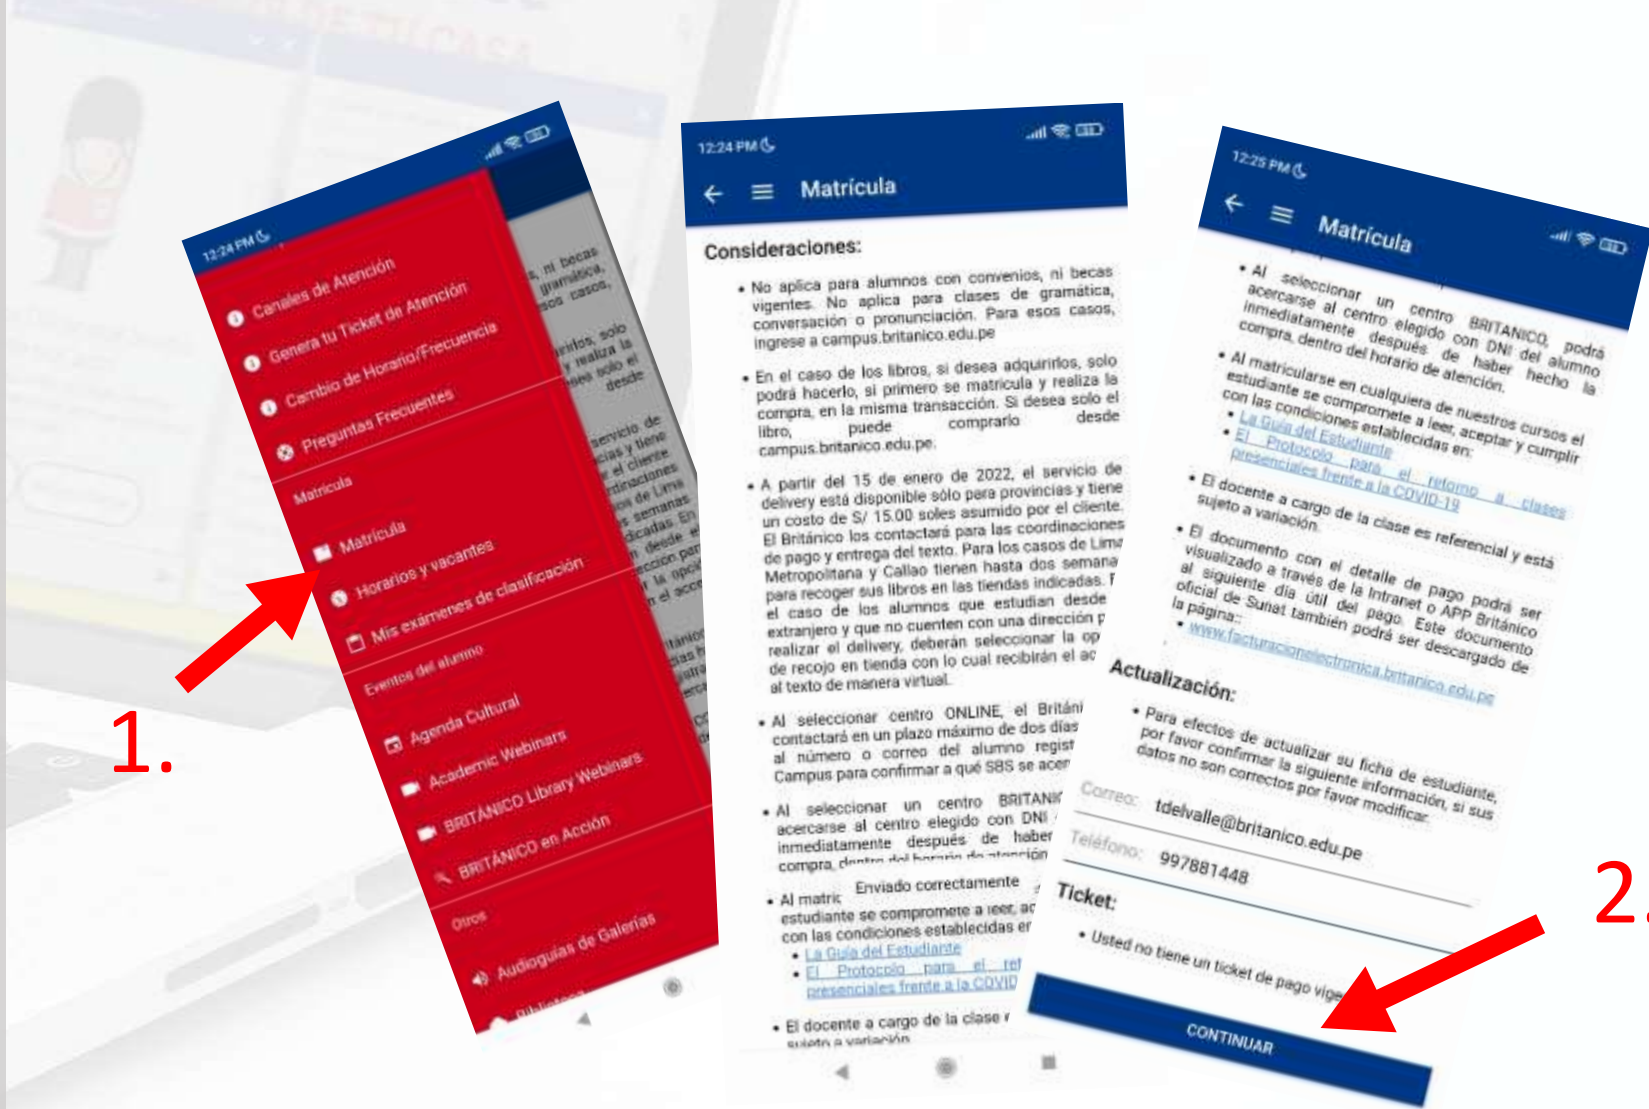 12:24 PM
Canales de Atención
Genera tu Ticket de Atención
Cambio de Horario/Frecuencia
Preguntas Frecuentes
Matrícula
Matrícula
Horarios y vacantes
Mis exámenes de clasificación
Eventos del alumno
Agenda Cultural
Academic Webinars
BRITÁNICO Library Webinars
BRITÁNICO en Acción
Otros
Audioguías de Galerías
1.
12:24 PM
Matrícula
Consideraciones:
• No aplica para alumnos con convenios, ni becas
vigentes. No aplica para clases de gramática,
conversación o pronunciación. Para esos casos,
ingrese a campus.britanico.edu.pe
• En el caso de los libros, si desea adquirirlos, solo
podrá hacerlo, si primero se matricula y realiza la
compra, en la misma transacción. Si desea solo el
libro, puede comprarlo desde
campus.britanico.edu.pe.
• A partir del 15 de enero de 2022, el servicio de
delivery está disponible sólo para provincias y tiene
un costo de S/ 15.00 soles asumido por el cliente.
El Británico los contactará para las coordinaciones
de pago y entrega del texto. Para los casos de Lima
Metropolitana y Callao tienen hasta dos semana
para recoger sus libros en las tiendas indicadas.
el caso de los alumnos que estudian desde
extranjero y que no cuenten con una dirección p
realizar el delivery, deberán seleccionar la op
de recojo en tienda con lo cual recibirán el ac
al texto de manera virtual.
• Al seleccionar centro ONLINE, el Británi
contactará en un plazo máximo de dos días
al número o correo del alumno regist
Campus para confirmar a qué SBS se acer
• Al seleccionar un centro BRITANIC
acercarse al centro elegido con DNI
inmediatamente después de haber
compra, dentro del horario de atención
Enviado correctamente
• Al matric
estudiante se compromete a leer, ac
con las condiciones establecidas er
• La Guía del Estudiante
• El Protocolo para el ret
presenciales frente a la COVID
• El docente a cargo de la clase
sujeto a variación
12:25 PM
Matrícula
• Al seleccionar un centro BRITANICO, podrá
acercarse al centro elegido con DNI del alumno
inmediatamente después de haber hecho la
compra, dentro del horario de atención.
• Al matricularse en cualquiera de nuestros cursos el
estudiante se compromete a leer, aceptar y cumplir
con las condiciones establecidas en:
• La Guía del Estudiante
• El Protocolo para el retorno a clases
presenciales frente a la COVID-19
• El docente a cargo de la clase es referencial y está
sujeto a variación.
• El documento con el detalle de pago podrá ser
visualizado a través de la Intranet o APP Británico
al siguiente día útil del pago. Este documento
oficial de Sunat también podrá ser descargado de
la página::
• www.facturacionelectronica.britanico.edu.pe
Actualización:
• Para efectos de actualizar su ficha de estudiante,
por favor confirmar la siguiente información, si sus
datos no son correctos por favor modificar.
Correo: tdelvalle@britanico.edu.pe
Teléfono: 997881448
Ticket:
• Usted no tiene un ticket de pago vige
CONTINUAR
2.